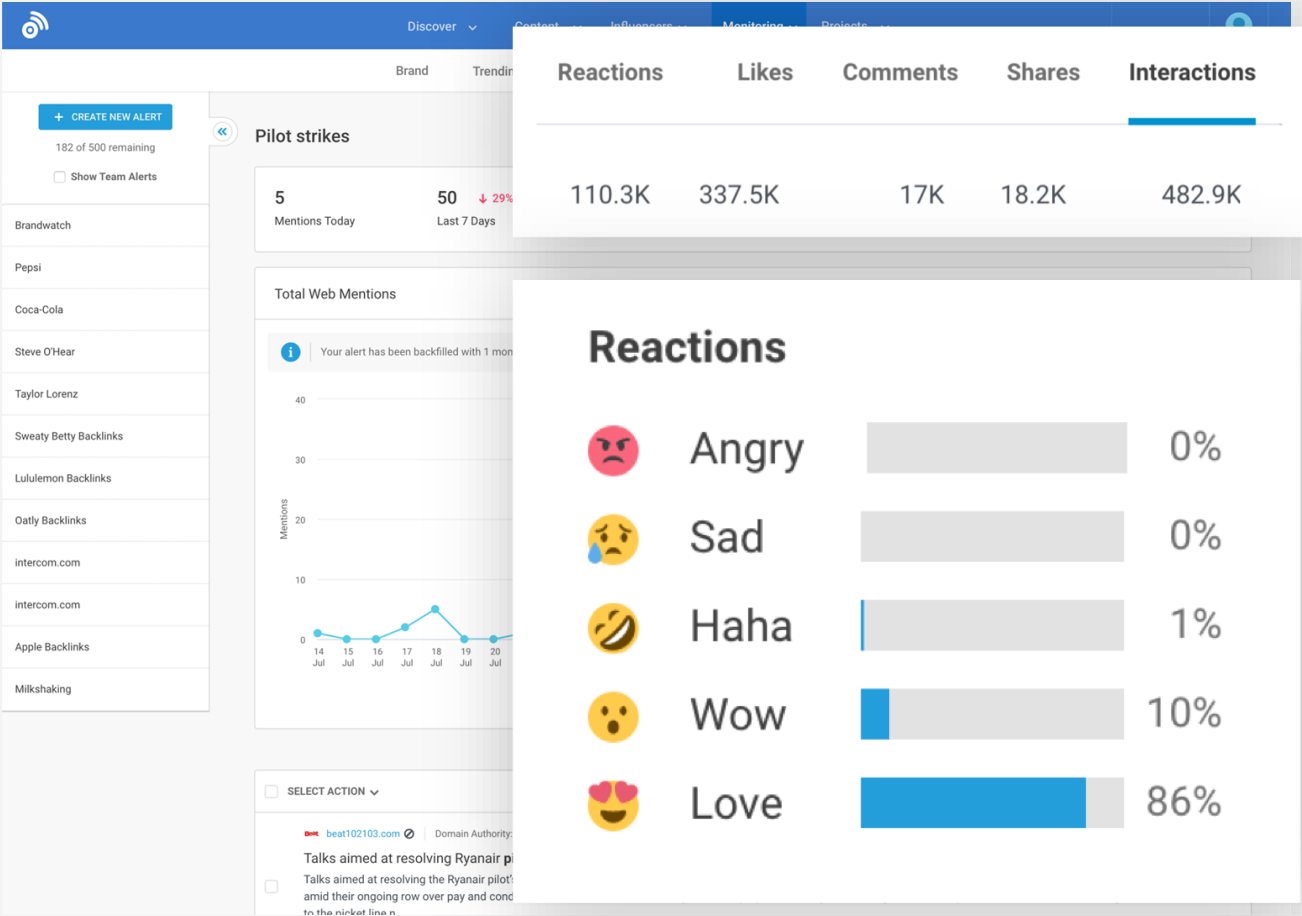 Discover
Content
Influencers
Monitoring
Projects
Brand
Trendin
+ CREATE NEW ALERT
182 of 500 remaining
Show Team Alerts
Brandwatch
Pepsi
Coca-Cola
Steve O'Hear
Taylor Lorenz
Sweaty Betty Backlinks
Lululemon Backlinks
Oatly Backlinks
intercom.com
intercom.com
Apple Backlinks
Milkshaking
Pilot strikes
5
Mentions Today
50 ↓ 29%
Last 7 Days
Total Web Mentions
Your alert has been backfilled with 1 mon
40
30
20
10
0
Mentions
14 15 16 17 18 19 20
Jul Jul Jul Jul Jul Jul Jul
SELECT ACTION
beat102103.com Domain Authority:
Talks aimed at resolving Ryanair pi
Talks aimed at resolving the Ryanair pilot's
amid their ongoing row over pay and cond
to the picket line n
Reactions Likes Comments Shares Interactions
110.3K 337.5K 17K 18.2K 482.9K
Reactions
Angry 0%
Sad 0%
Haha 1%
Wow 10%
Love 86%